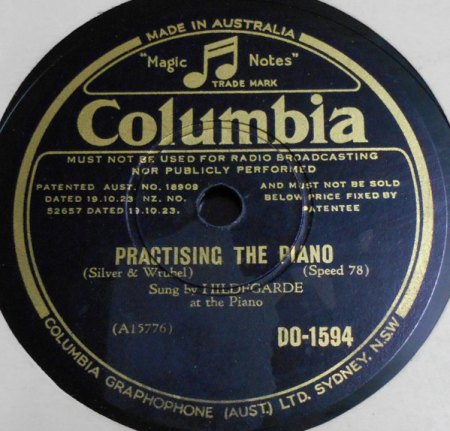 MADE IN AUSTRALIA
"Magic Notes"
TRADE MARK
Columbia
MUST NOT BE USED FOR RADIO BROADCASTING
NOR PUBLICLY PERFORMED
PATENTED AUST. NO. 18909
DATED 19.10.23 NZ. NO.
52657 DATED 19.10.23.
AND MUST NOT BE SOLD
BELOW PRICE FIXED BY
PATENTEE
PRACTISING THE PIANO
(Silver & Wrubel) (Speed 78)
Sung by HILDEGARDE
at the Piano
(A15776) DO-1594
COLUMBIA GRAPHOPHONE (AUST.) LTD. SYDNEY. N.S.W